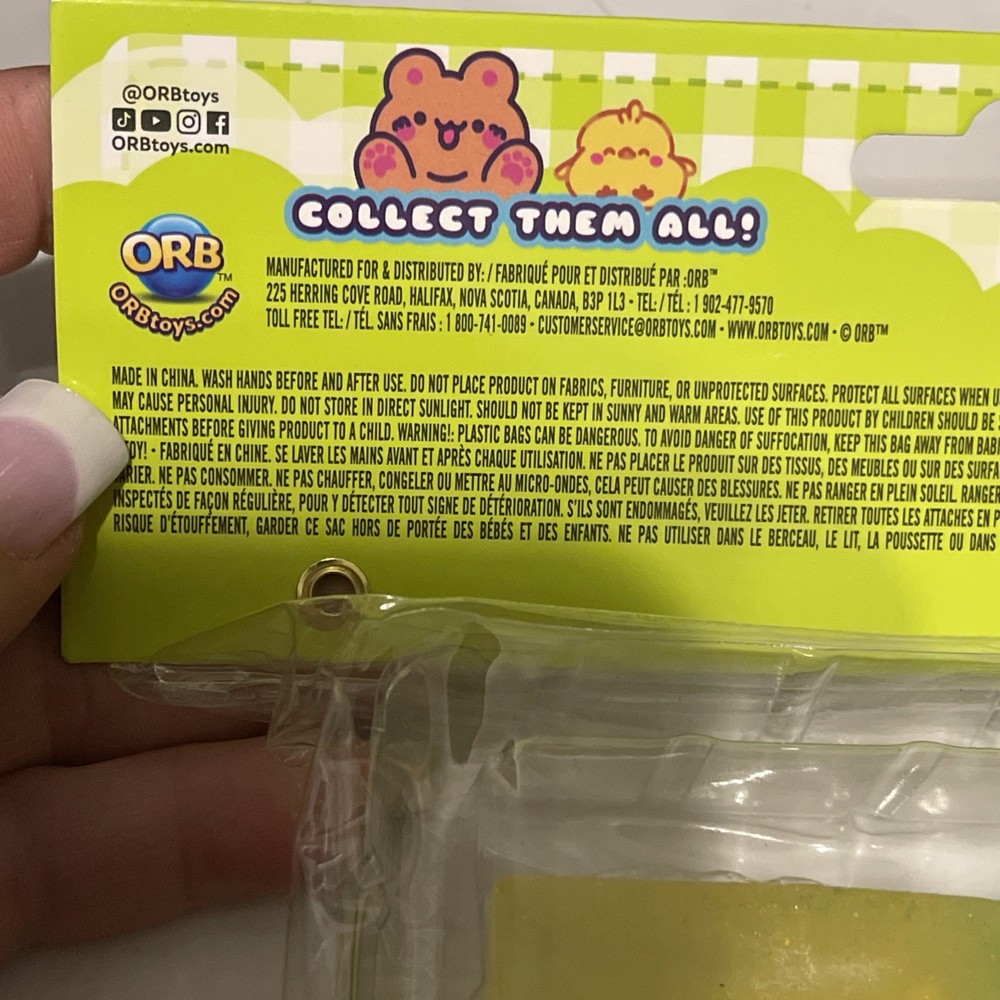 @ORBtoys
ORBtoys.com
COLLECT THEM ALL!
ORB™
ORBtoys.com
MANUFACTURED FOR & DISTRIBUTED BY: / FABRIQUÉ POUR ET DISTRIBUÉ PAR :ORB™
225 HERRING COVE ROAD, HALIFAX, NOVA SCOTIA, CANADA, B3P 1L3 • TEL: / TÉL : 1 902-477-9570
TOLL FREE TEL: / TÉL. SANS FRAIS : 1 800-741-0089 • CUSTOMERSERVICE@ORBTOYS.COM • WWW.ORBTOYS.COM • © ORB™
MADE IN CHINA. WASH HANDS BEFORE AND AFTER USE. DO NOT PLACE PRODUCT ON FABRICS, FURNITURE, OR UNPROTECTED SURFACES. PROTECT ALL SURFACES WHEN
MAY CAUSE PERSONAL INJURY. DO NOT STORE IN DIRECT SUNLIGHT. SHOULD NOT BE KEPT IN SUNNY AND WARM AREAS. USE OF THIS PRODUCT BY CHILDREN SHOULD BE
ATTACHMENTS BEFORE GIVING PRODUCT TO A CHILD. WARNING!: PLASTIC BAGS CAN BE DANGEROUS. TO AVOID DANGER OF SUFFOCATION, KEEP THIS BAG AWAY FROM
TOY! • FABRIQUÉ EN CHINE. SE LAVER LES MAINS AVANT ET APRÈS CHAQUE UTILISATION. NE PAS PLACER LE PRODUIT SUR DES TISSUS, DES MEUBLES OU SUR DES
NE PAS CONSOMMER. NE PAS CHAUFFER, CONGELER OU METTRE AU MICRO-ONDES, CELA PEUT CAUSER DES BLESSURES. NE PAS RANGER EN PLEIN SOLEIL.
INSPECTÉS DE FAÇON RÉGULIÈRE, POUR Y DÉTECTER TOUT SIGNE DE DÉTÉRIORATION. S'ILS SONT ENDOMMAGÉS, VEUILLEZ LES JETER. RETIRER TOUTES LES ATTACHES EN
RISQUE D'ÉTOUFFEMENT, GARDER CE SAC HORS DE PORTÉE DES BÉBÉS ET DES ENFANTS. NE PAS UTILISER DANS LE BERCEAU, LE LIT, LA POUSSETTE OU DANS